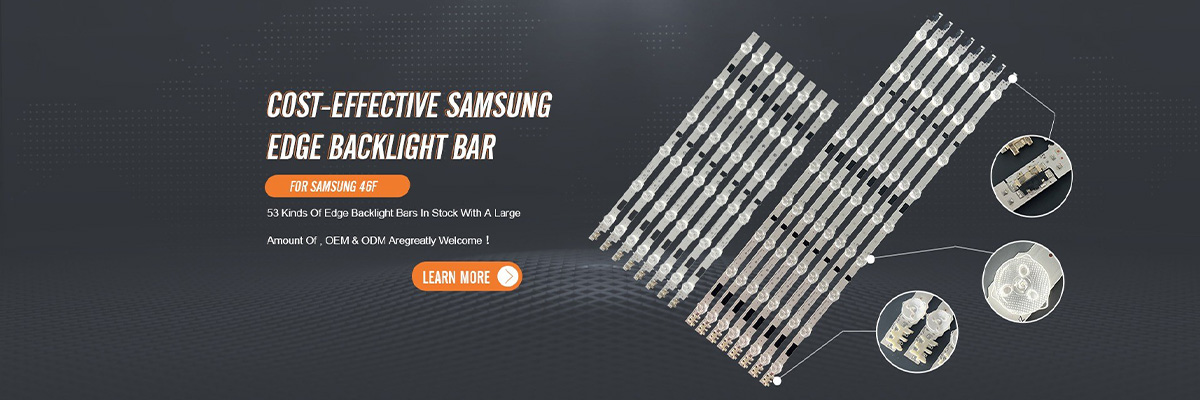 COST-EFFECTIVE SAMSUNG
EDGE BACKLIGHT BAR
FOR SAMSUNG 46F
53 Kinds Of Edge Backlight Bars In Stock With A Large
Amount Of , OEM & ODM Aregreatly Welcome !
LEARN MORE